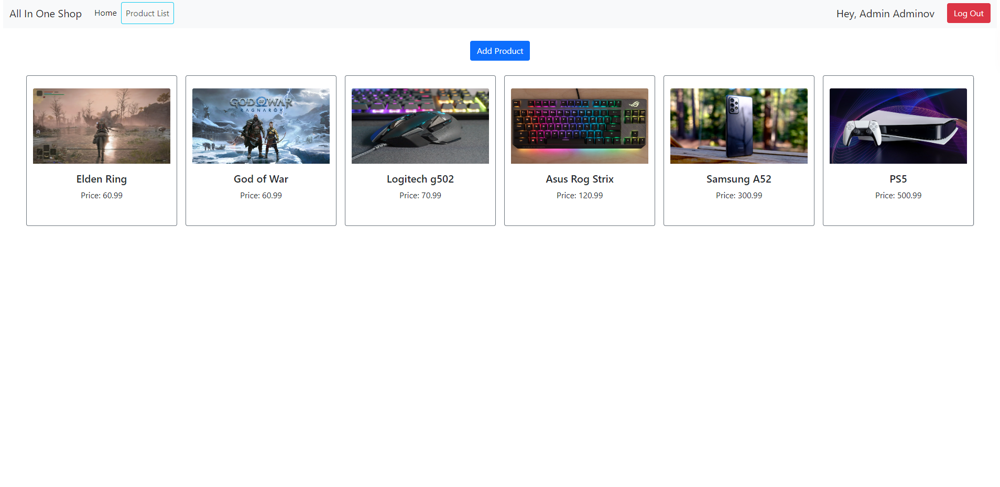 All In One Shop Home Product List Hey, Admin Adminov Log Out
Add Product
GOD OF WAR
RAGNARÖK
Elden Ring God of War Logitech g502 Asus Rog Strix Samsung A52 PS5
Price: 60.99 Price: 60.99 Price: 70.99 Price: 120.99 Price: 300.99 Price: 500.99